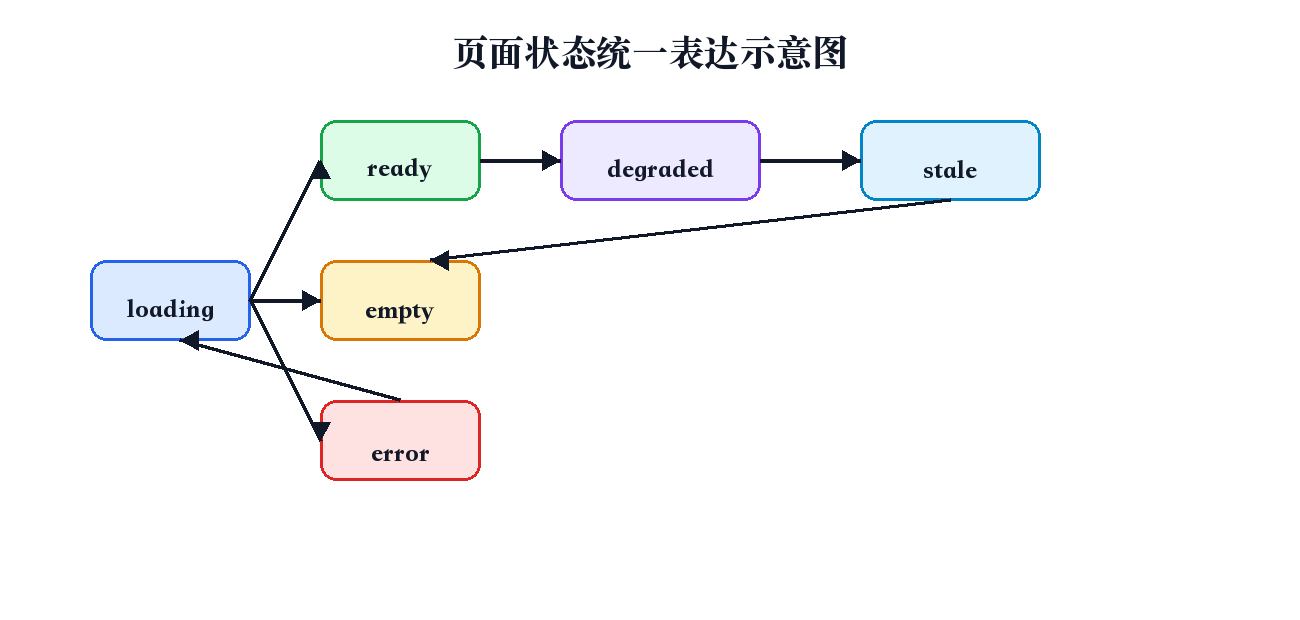 页面状态统一表达示意图
ready
degraded
stale
loading
empty
error